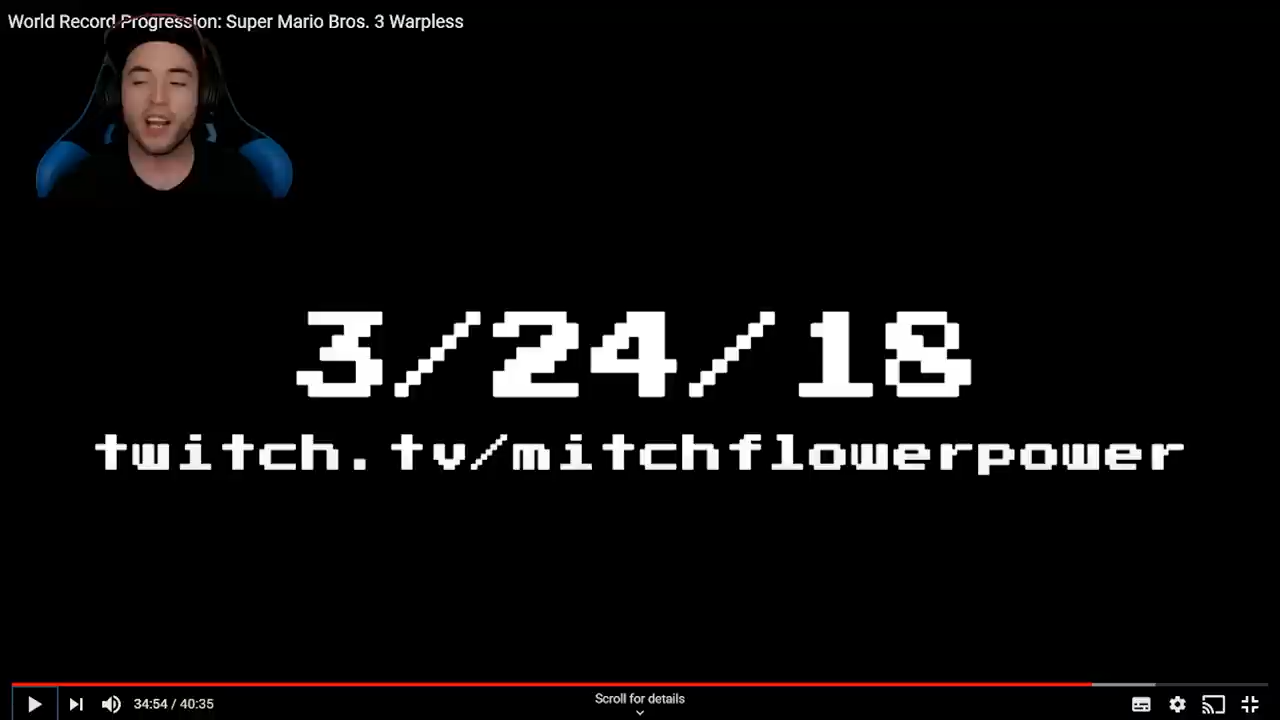 World Record Progression: Super Mario Bros. 3 Warpless
3/24/18
twitch.tv/mitchflowerpower
34:54 / 40:35
Scroll for details